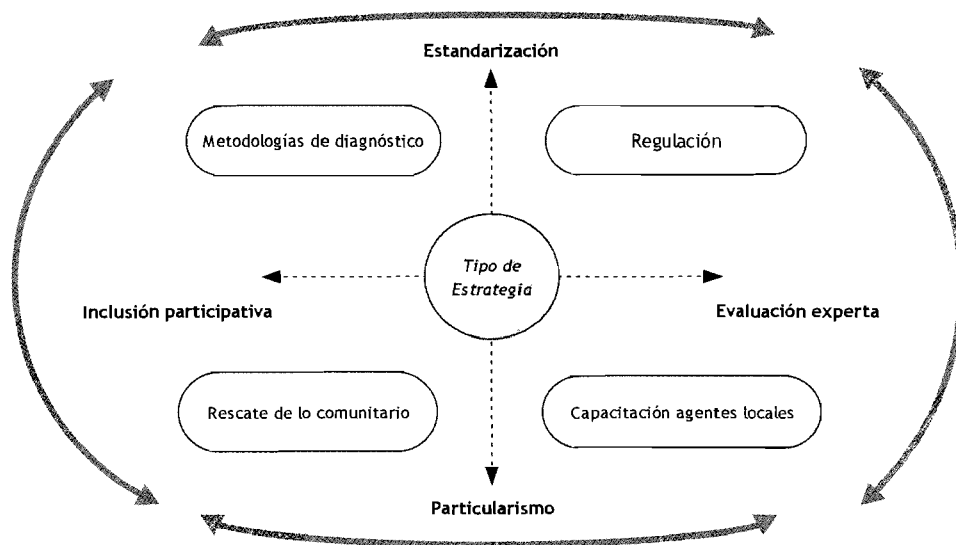 Estandarización
Metodologías de diagnóstico
Regulación
Tipo de
Estrategia
Inclusión participativa
Evaluación experta
Rescate de lo comunitario
Capacitación agentes locales
Particularismo